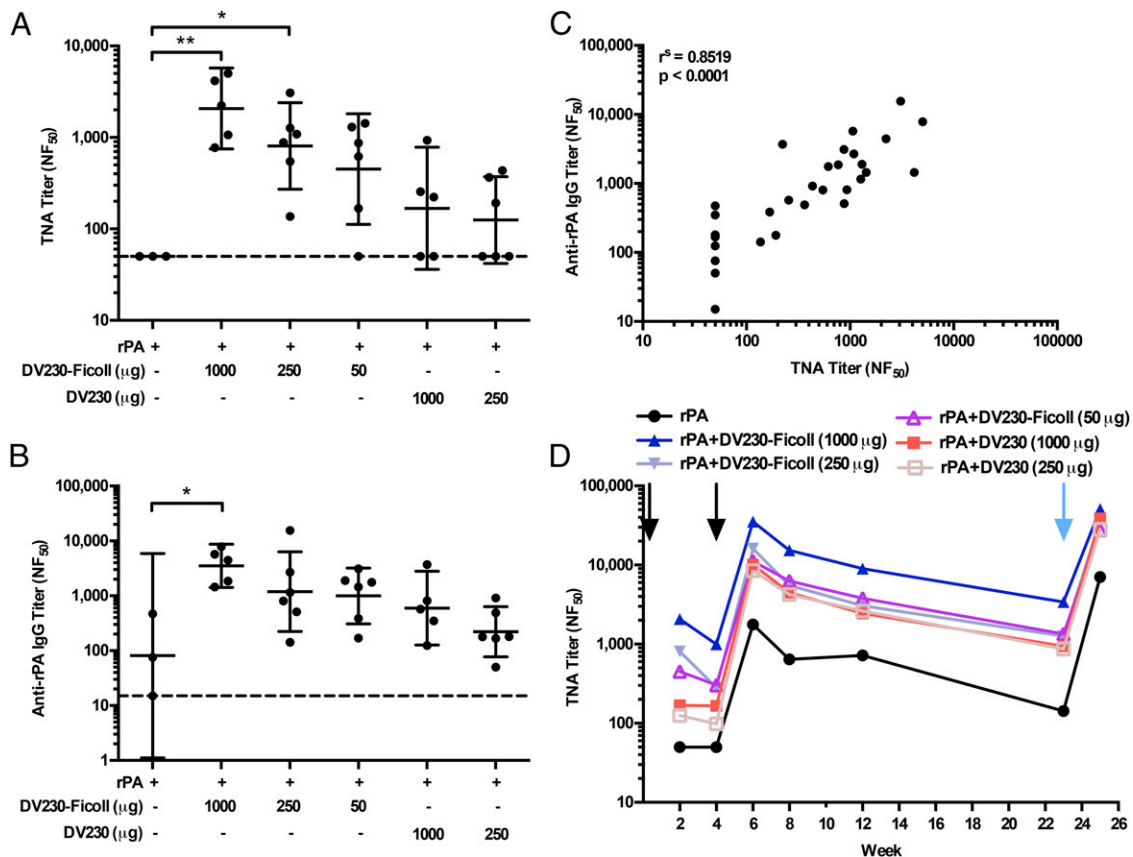 A
*
**
10,000
1,000
100
10
TNA Titer (NF50)
rPA + + + + + +
DV230-Ficoll (μg) - 1000 250 50 - -
DV230 (μg) - - - - 1000 250
B
*
100,000
10,000
1,000
100
10
1
Anti-rPA IgG Titer (NF50)
rPA + + + + + +
DV230-Ficoll (μg) - 1000 250 50 - -
DV230 (μg) - - - - 1000 250
C
rs = 0.8519
p < 0.0001
100,000
10,000
1,000
100
10
Anti-rPA IgG Titer (NF50)
10 100 1000 10000 100000
TNA Titer (NF50)
rPA
rPA+DV230-Ficoll (1000 μg)
rPA+DV230-Ficoll (250 μg)
rPA+DV230-Ficoll (50 μg)
rPA+DV230 (1000 μg)
rPA+DV230 (250 μg)
D
100,000
10,000
1,000
100
10
TNA Titer (NF50)
2 4 6 8 10 12 14 16 18 20 22 24 26
Week